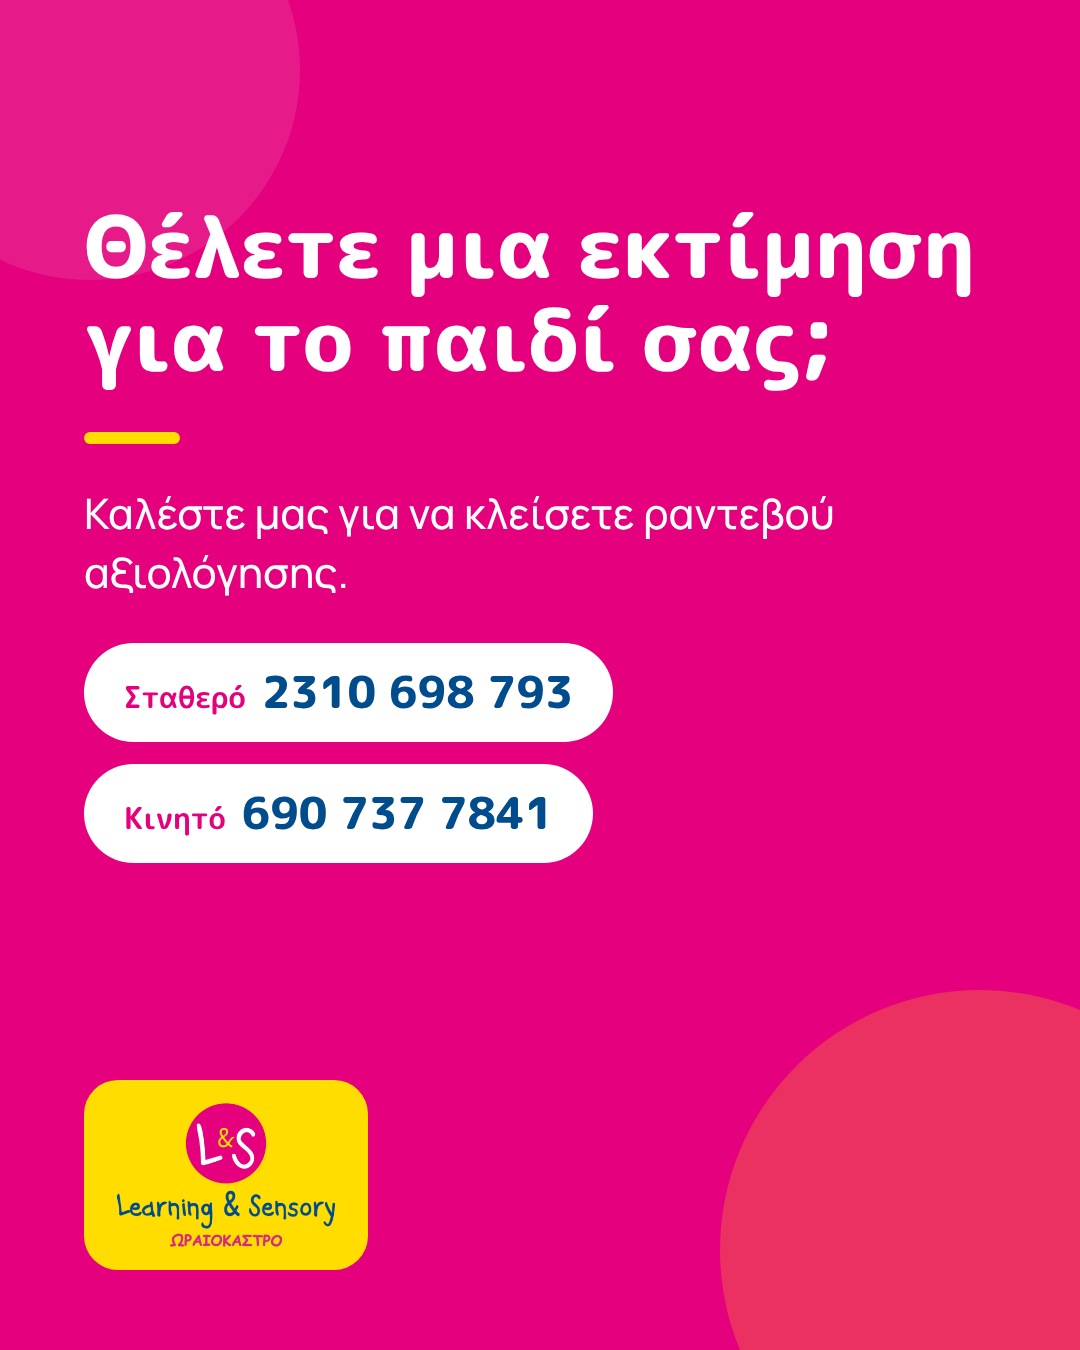 Θέλετε μια εκτίμηση
για το παιδί σας;
Καλέστε μας για να κλείσετε ραντεβού
αξιολόγησης.
Σταθερό 2310 698 793
Κινητό 690 737 7841
L&S
Learning & Sensory
ΩΡΑΙΟΚΑΣΤΡΟ